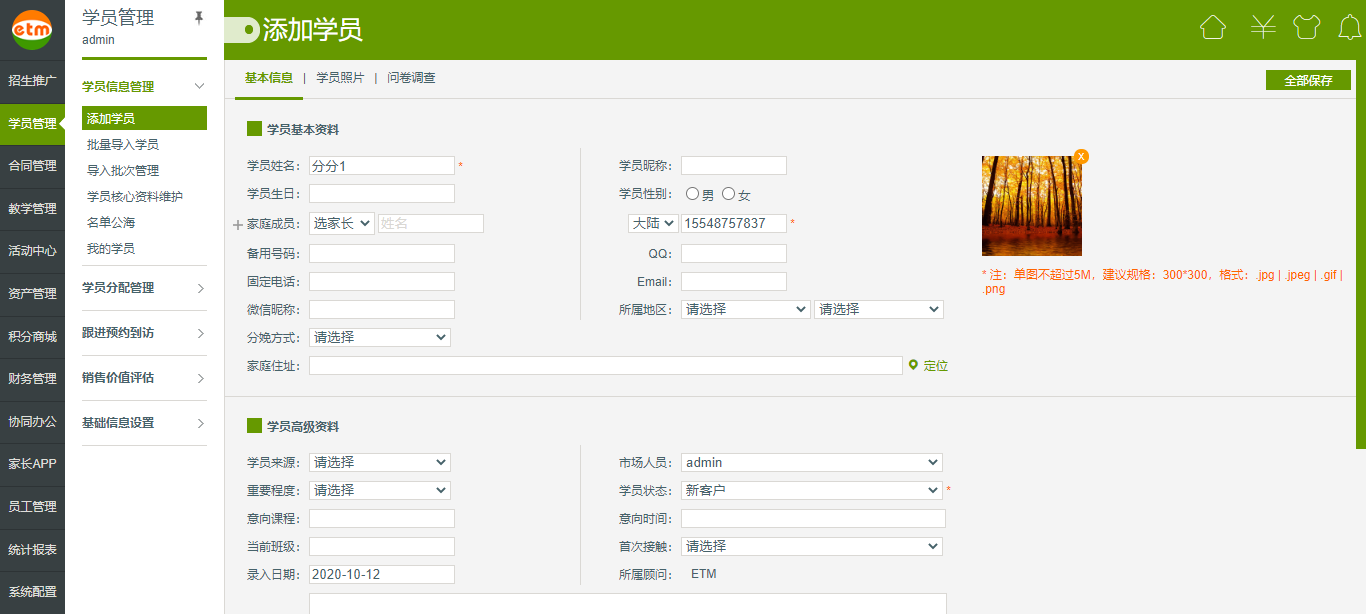 etm
招生推广
学员管理
合同管理
教学管理
活动中心
资产管理
积分商城
财务管理
协同办公
家长APP
员工管理
统计报表
系统配置
学员管理
admin
学员信息管理
添加学员
批量导入学员
导入批次管理
学员核心资料维护
名单公海
我的学员
学员分配管理
跟进预约到访
销售价值评估
基础信息设置
添加学员
基本信息 | 学员照片 | 问卷调查
全部保存
学员基本资料
学员姓名： 分分1 * 学员昵称：
学员生日： 学员性别： 男 女
家庭成员： 选家长 姓名 大陆 15548757837 *
备用号码： QQ:
固定电话： Email:
微信昵称： 所属地区： 请选择 请选择
分娩方式： 请选择
家庭住址： 定位
x
* 注：单图不超过5M，建议规格：300*300，格式：.jpg | .jpeg | .gif |
.png
学员高级资料
学员来源： 请选择 市场人员： admin
重要程度： 请选择 学员状态： 新客户 *
意向课程： 意向时间：
当前班级： 首次接触： 请选择
录入日期： 2020-10-12 所属顾问： ETM